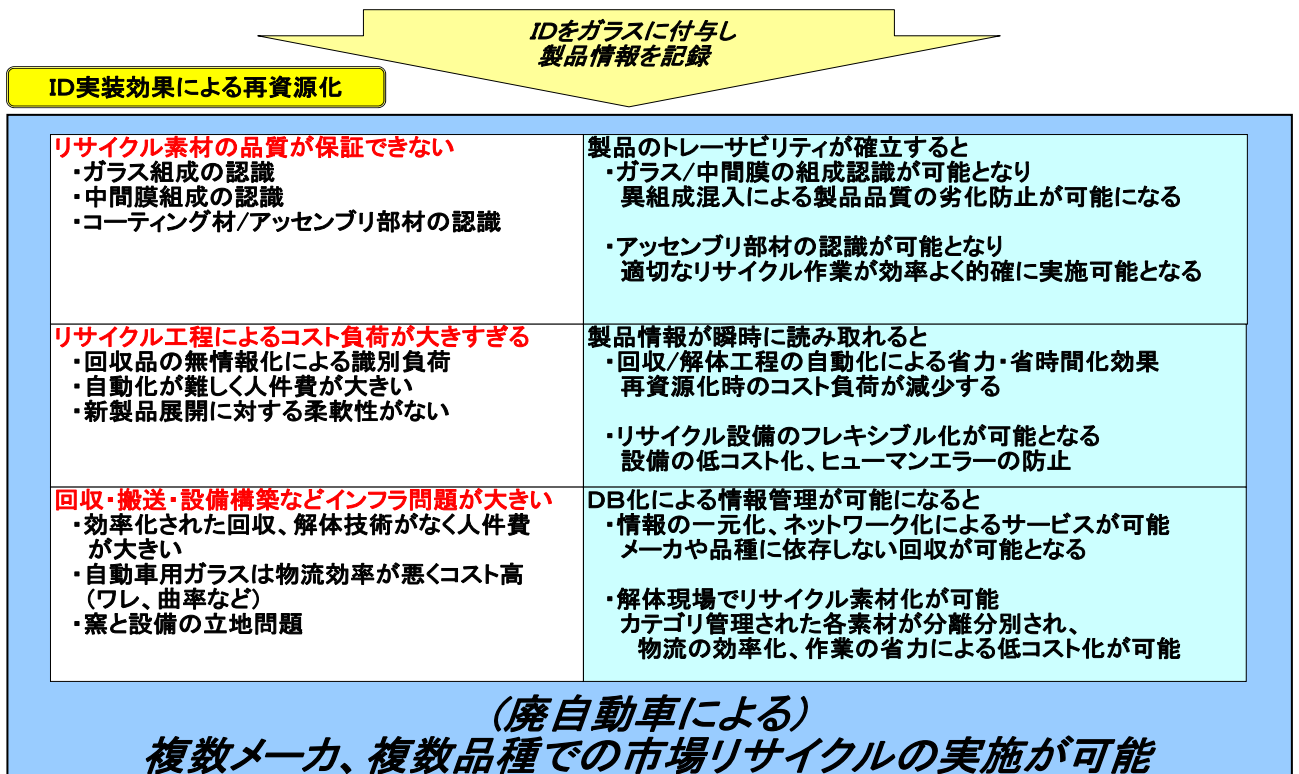 IDをガラスに付与し
製品情報を記録
ID実装効果による再資源化
リサイクル素材の品質が保証できない
・ガラス組成の認識
・中間膜組成の認識
・コーティング材/アッセンブリ部材の認識
製品のトレーサビリティが確立すると
・ガラス/中間膜の組成認識が可能となり
異組成混入による製品品質の劣化防止が可能になる
・アッセンブリ部材の認識が可能となり
適切なリサイクル作業が効率よく的確に実施可能となる
リサイクル工程によるコスト負荷が大きすぎる
・回収品の無情報化による識別負荷
・自動化が難しく人件費が大きい
・新製品展開に対する柔軟性がない
製品情報が瞬時に読み取れると
・回収/解体工程の自動化による省力・省時間化効果
再資源化時のコスト負荷が減少する
・リサイクル設備のフレキシブル化が可能となる
設備の低コスト化、ヒューマンエラーの防止
回収・搬送・設備構築などインフラ問題が大きい
・効率化された回収、解体技術がなく人件費
が大きい
・自動車用ガラスは物流効率が悪くコスト高
(ワレ、曲率など)
・窯と設備の立地問題
DB化による情報管理が可能になると
・情報の一元化、ネットワーク化によるサービスが可能
メーカや品種に依存しない回収が可能となる
・解体現場でリサイクル素材化が可能
カテゴリ管理された各素材が分離分別され、
物流の効率化、作業の省力による低コスト化が可能
(廃自動車による)
複数メーカ、複数品種での市場リサイクルの実施が可能